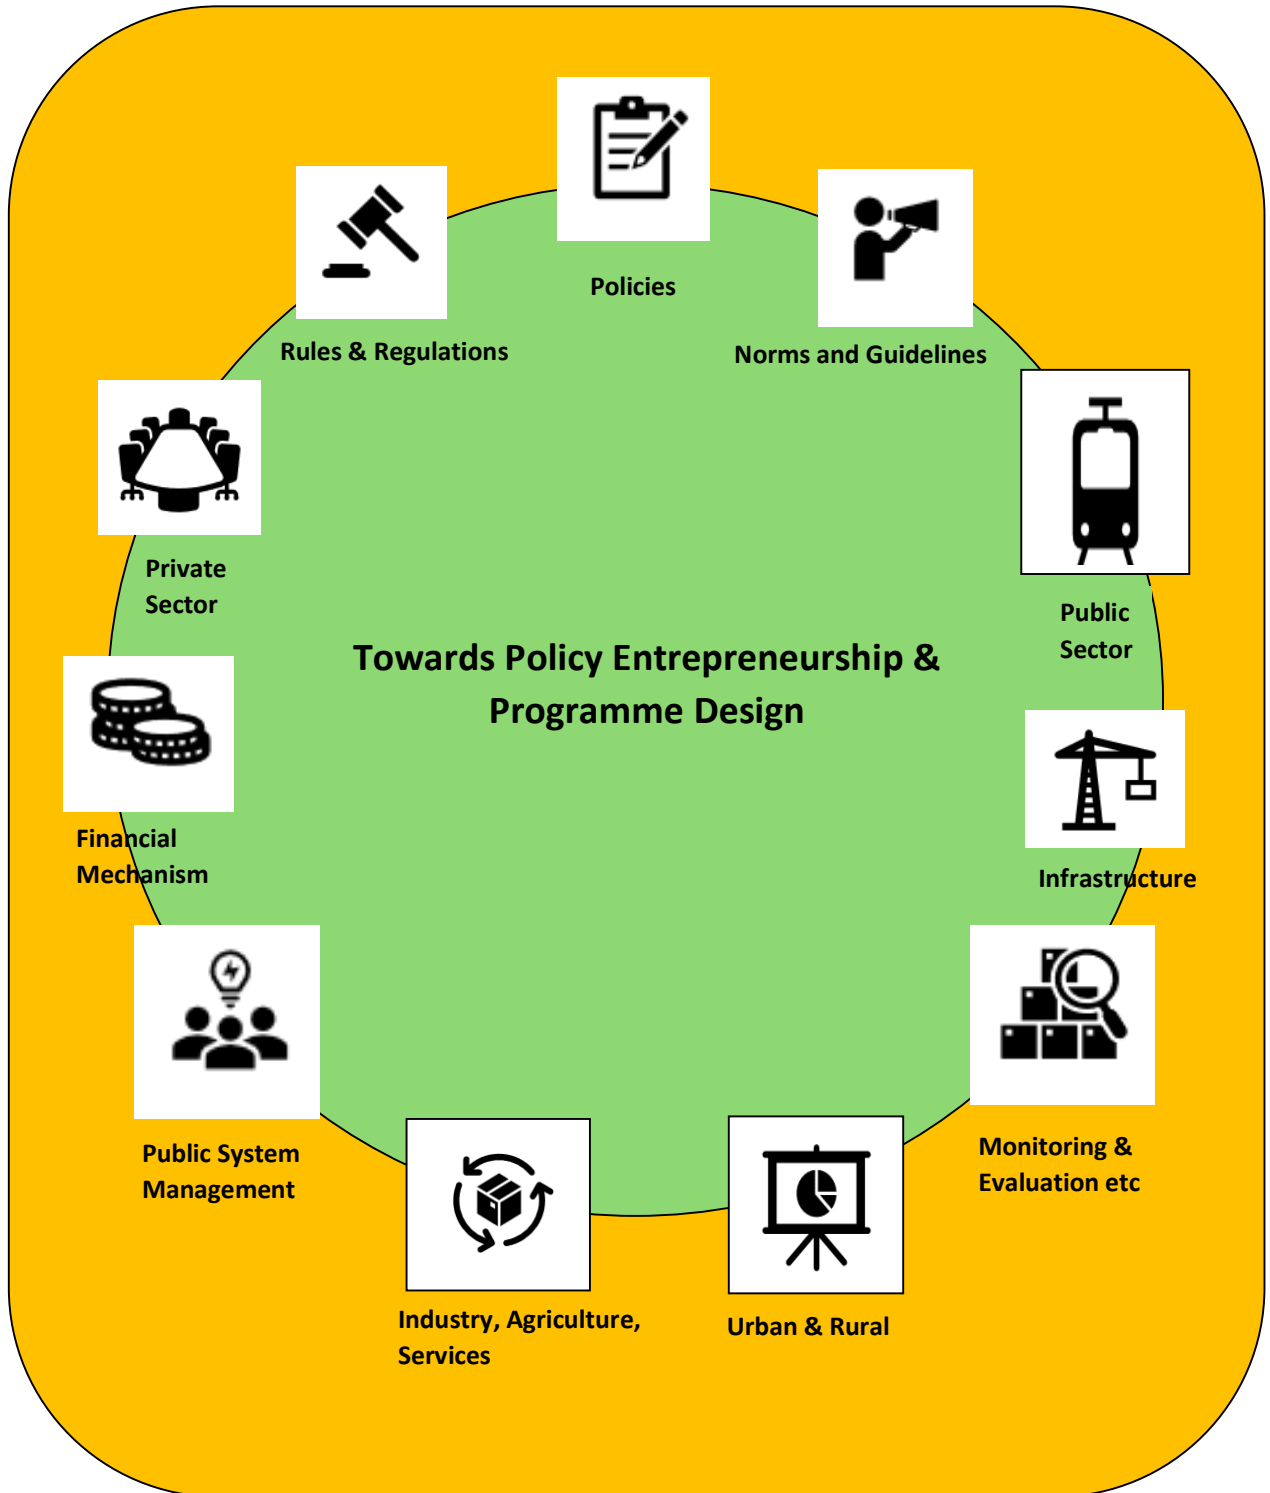 Policies
Rules & Regulations
Norms and Guidelines
Private
Sector
Public
Sector
Towards Policy Entrepreneurship &
Programme Design
Financial
Mechanism
Infrastructure
Public System
Management
Monitoring &
Evaluation etc
Industry, Agriculture,
Services
Urban & Rural